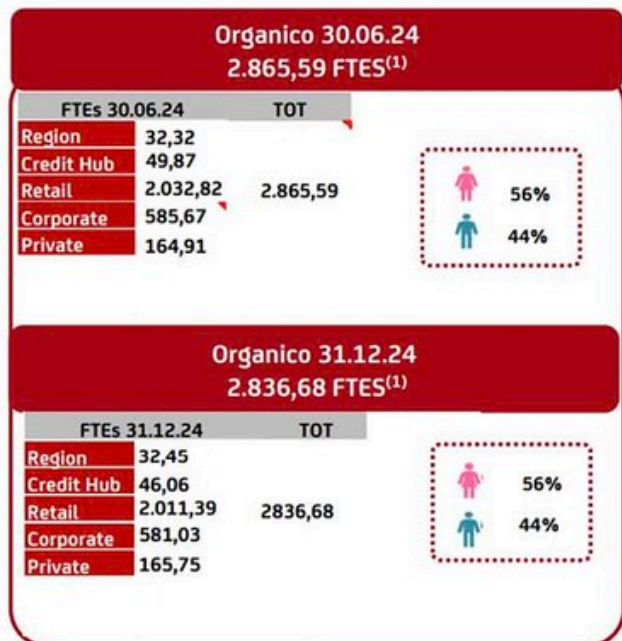 Organico 30.06.24
2.865,59 FTES(1)
FTEs 30.06.24 TOT
Region 32,32
Credit Hub 49,87
Retail 2.032,82 2.865,59
Corporate 585,67
Private 164,91
56%
44%
Organico 31.12.24
2.836,68 FTES(1)
FTEs 31.12.24 TOT
Region 32,45
Credit Hub 46,06
Retail 2.011,39 2836,68
Corporate 581,03
Private 165,75
56%
44%